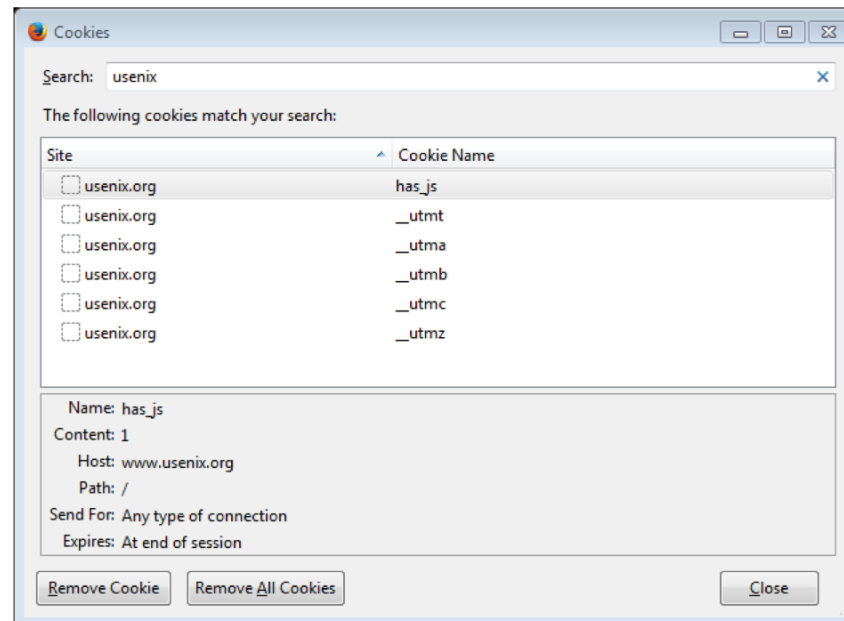 Cookies
Search: usenix
The following cookies match your search:
Site Cookie Name
usenix.org has_js
usenix.org __utmt
usenix.org __utma
usenix.org __utmb
usenix.org __utmc
usenix.org __utmz
Name: has_js
Content: 1
Host: www.usenix.org
Path: /
Send For: Any type of connection
Expires: At end of session
Remove Cookie Remove All Cookies Close